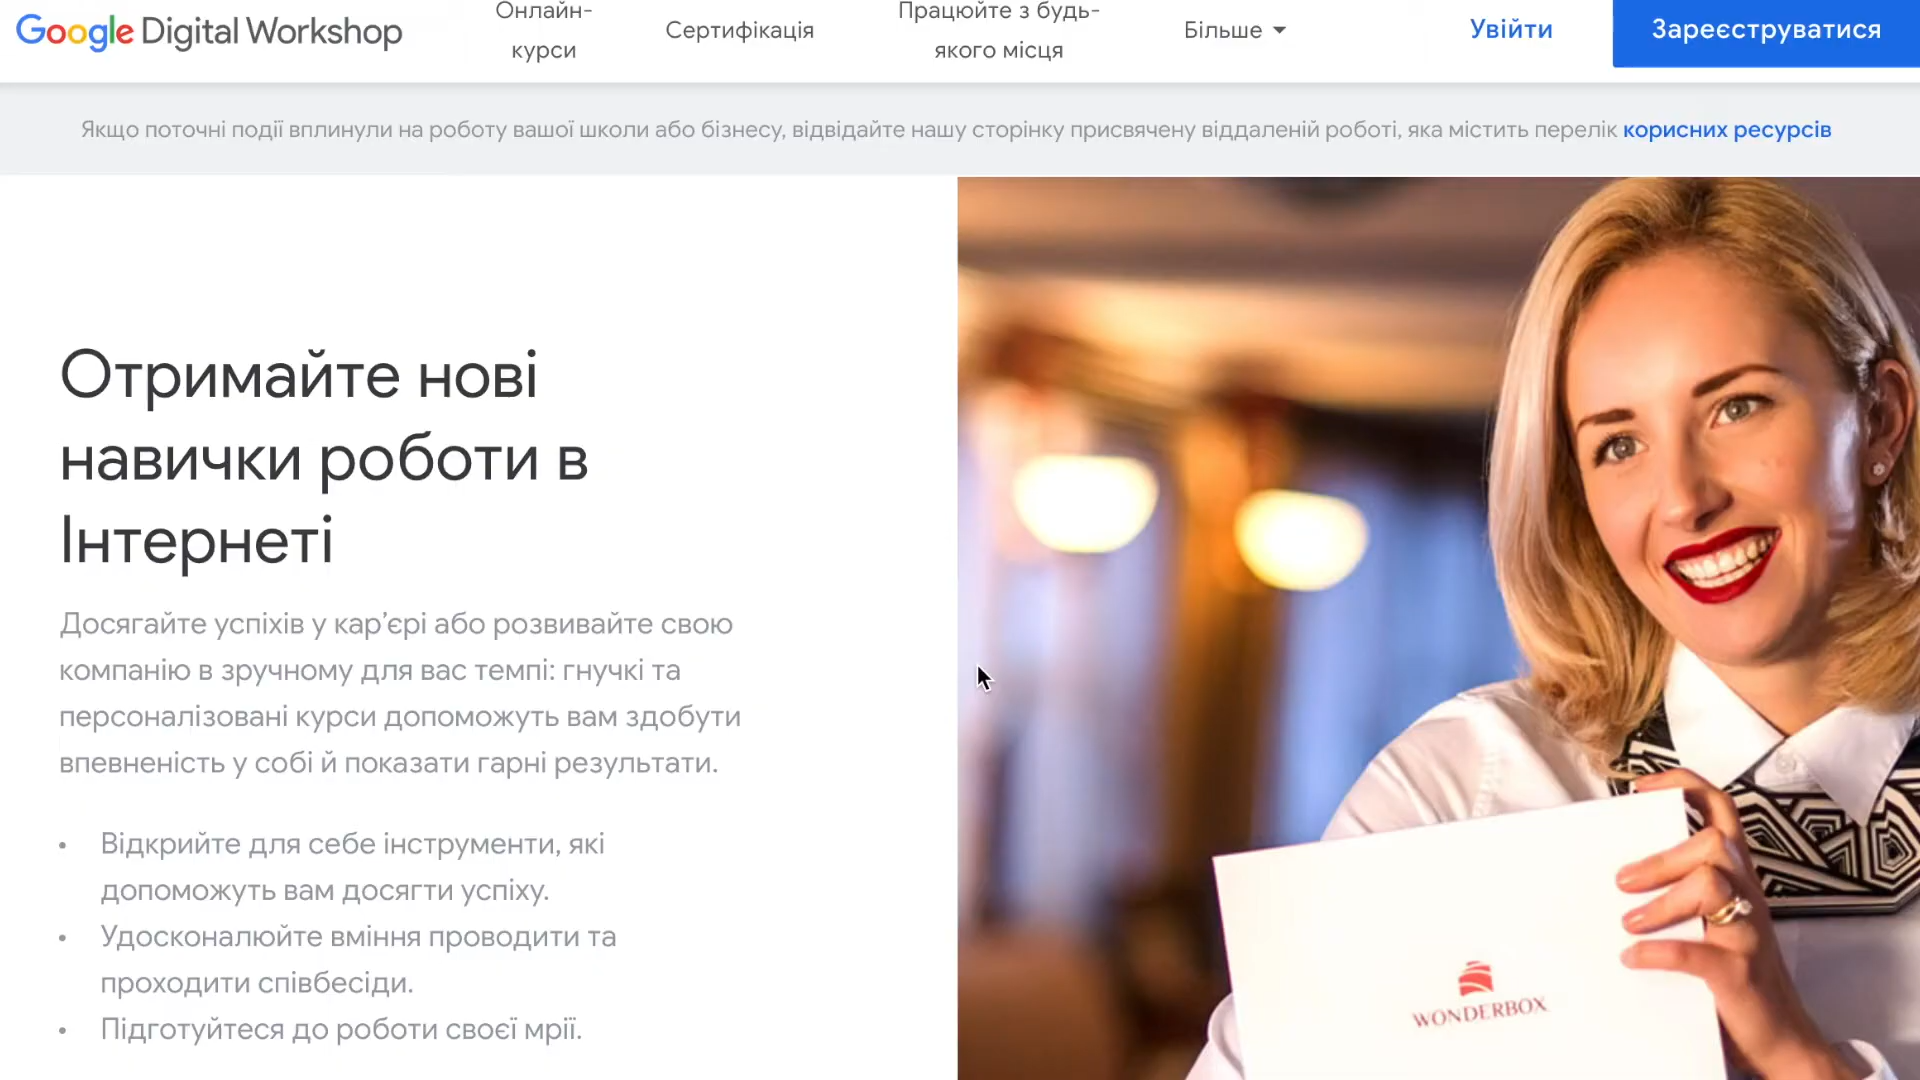 Google Digital Workshop
Онлайн-
курси
Сертифікація
Працюйте з будь-
якого місця
Більше
Увійти
Зареєструватися
Якщо поточні події вплинули на роботу вашої школи або бізнесу, відвідайте нашу сторінку присвячену віддаленій роботі, яка містить перелік корисних ресурсів
Отримайте нові
навички роботи в
Інтернеті
Досягайте успіхів у кар’єрі або розвивайте свою
компанію в зручному для вас темпі: гнучкі та
персоналізовані курси допоможуть вам здобути
впевненість у собі й показати гарні результати.
• Відкрийте для себе інструменти, які
допоможуть вам досягти успіху.
• Удосконалюйте вміння проводити та
проходити співбесіди.
• Підготуйтеся до роботи своєї мрії.
WONDERBOX